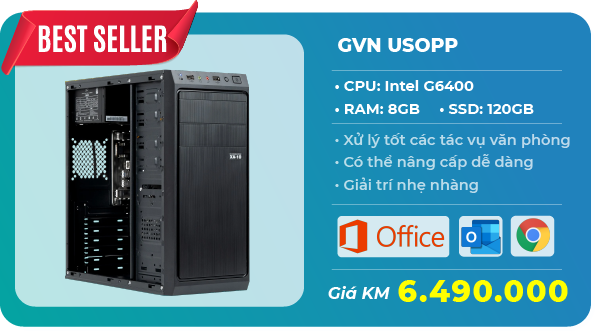 BEST SELLER
GVN USOPP
• CPU: Intel G6400
• RAM: 8GB • SSD: 120GB
• Xử lý tốt các tác vụ văn phòng
• Có thể nâng cấp dễ dàng
• Giải trí nhẹ nhàng
Office
Giá KM 6.490.000